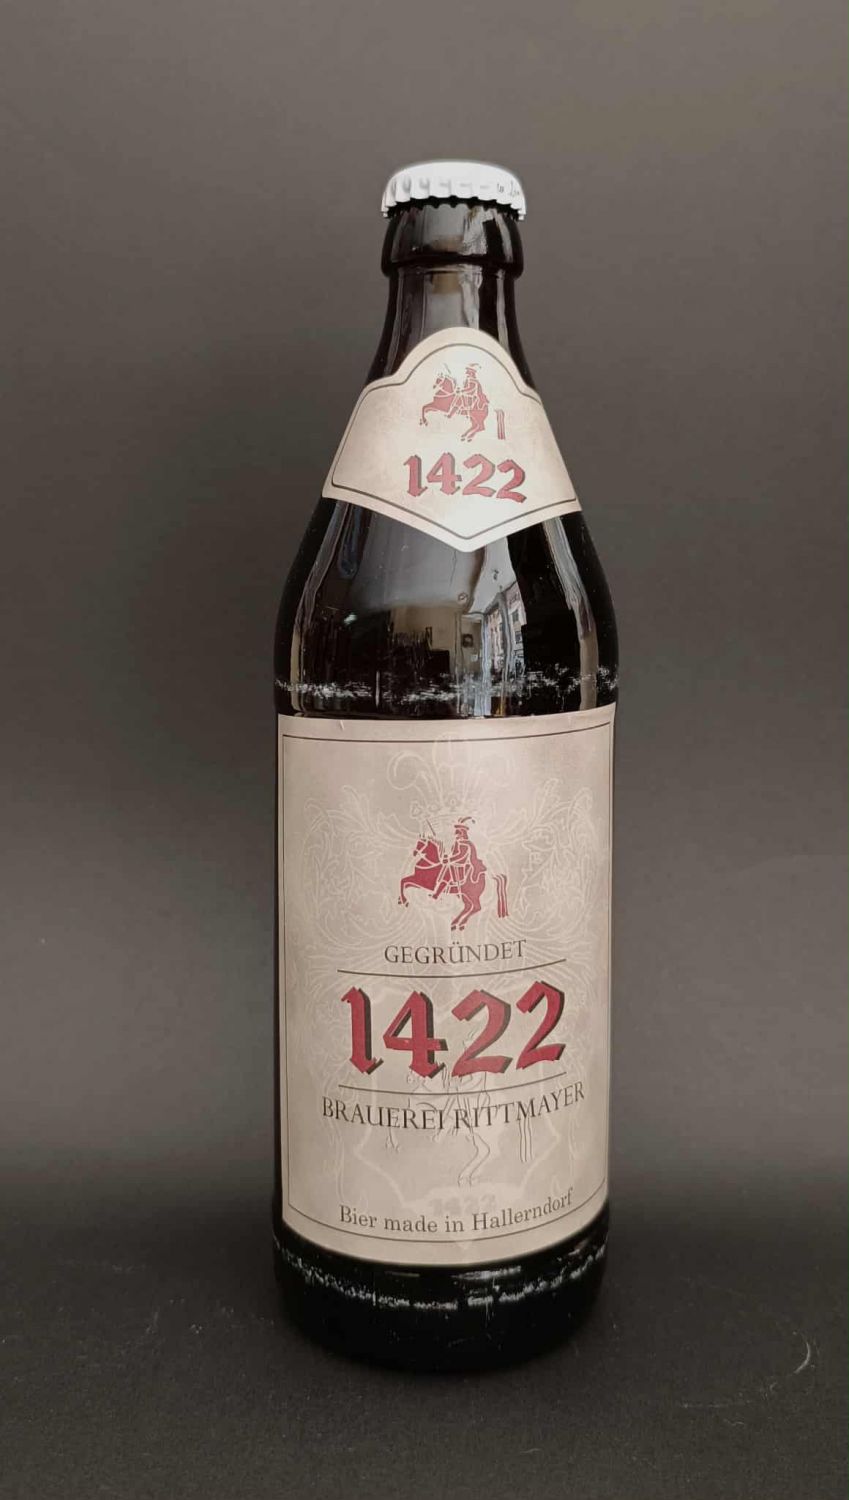 1422
GEGRÜNDET
1422
BRAUEREI RITTMAYER
Bier made in Hallerndorf